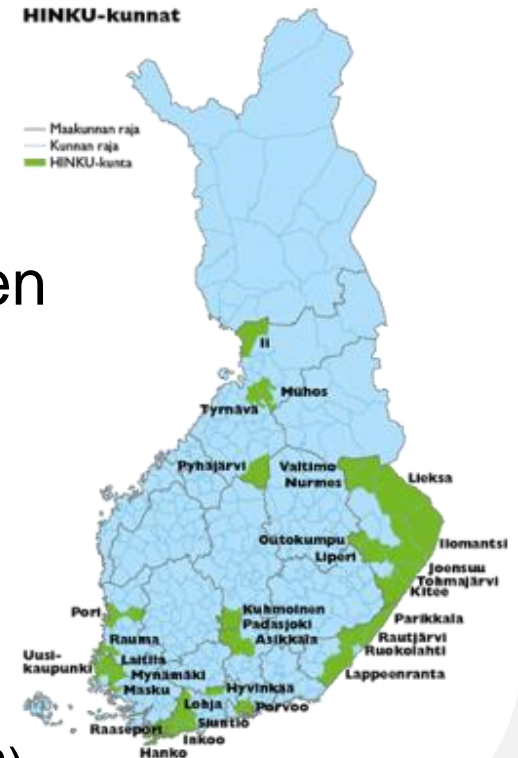 HINKU-kunnat
Maakunnan raja
Kunnan raja
HINKU-kunta
en
Ii
Muhos
Tyrnävä
Pyhäjärvi
Valtimo
Nurmes
Lieksa
Outokumpu
Liperi
Ilomantsi
Joensuu
Tohmajärvi
Kitee
Pori
Kuhmoinen
Padasjoki
Asikkala
Parikkala
Rautjärvi
Ruokolahti
Rauma
Uusi-
kaupunki
Laitila
Mynämäki
Masku
Lappeenranta
Hyvinkää
Lohja
Porvoo
Siuntio
Raasepori
Inkoo
Hanko